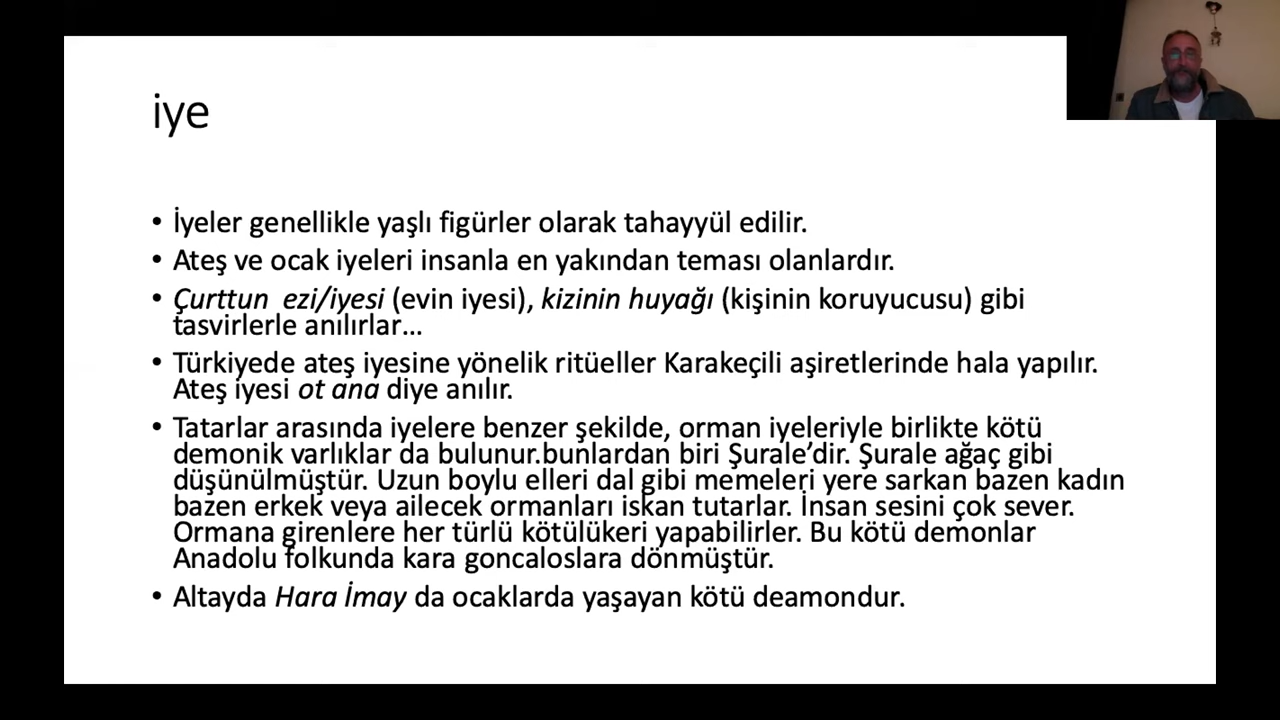 iye
• İyeler genellikle yaşlı figürler olarak tahayyül edilir.
• Ateş ve ocak iyeleri insanla en yakından teması olanlardır.
• Çurttun ezi/iyesi (evin iyesi), kizinin huyağı (kişinin koruyucusu) gibi
tasvirlerle anılırlar...
• Türkiyede ateş iyesine yönelik ritüeller Karakeçili aşiretlerinde hala yapılır.
Ateş iyesi ot ana diye anılır.
• Tatarlar arasında iyelere benzer şekilde, orman iyeleriyle birlikte kötü
demonik varlıklar da bulunur.bunlardan biri Şurale’dir. Şurale ağaç gibi
düşünülmüştür. Uzun boylu elleri dal gibi memeleri yere sarkan bazen kadın
bazen erkek veya ailecek ormanları iskan tutarlar. İnsan sesini çok sever.
Ormana girenlere her türlü kötülükeri yapabilirler. Bu kötü demonlar
Anadolu folkunda kara goncaloslara dönmüştür.
• Altayda Hara İmay da ocaklarda yaşayan kötü deamondur.